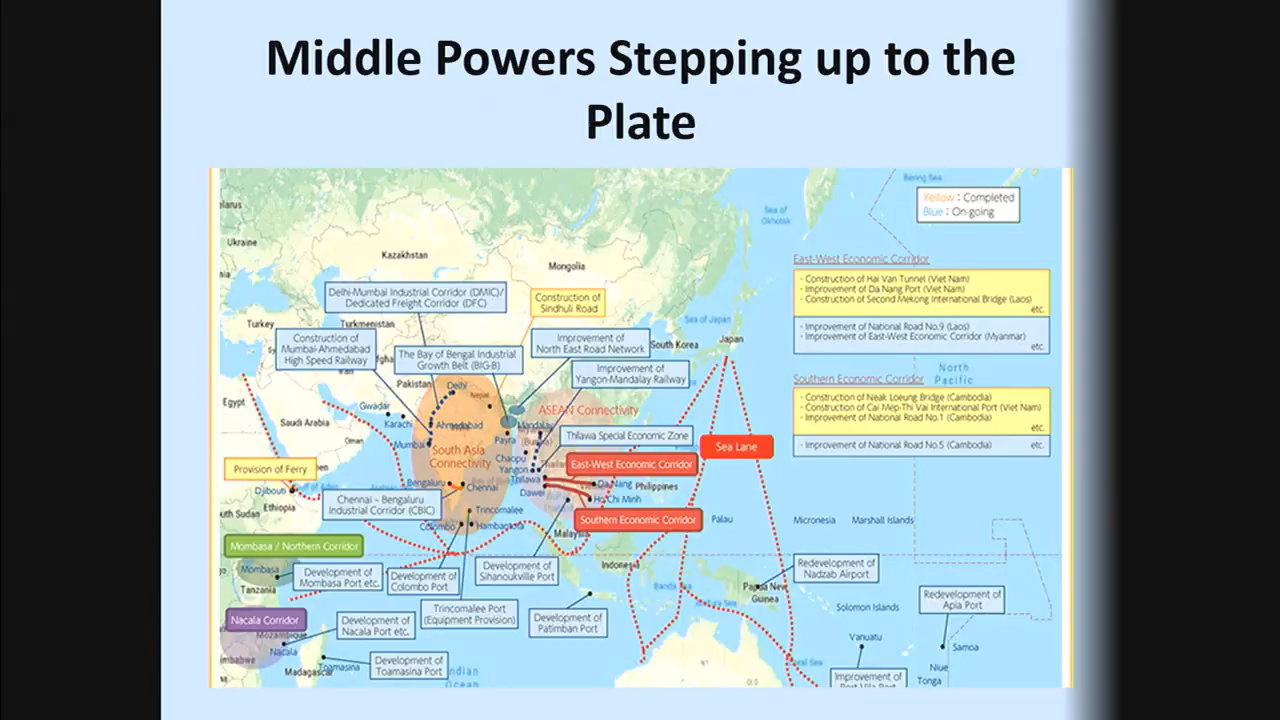 Middle Powers Stepping up to the
Plate
Bering Sea
Yellow : Completed
Blue : On-going
Sea of
Okhotsk
elarus
Ukraine
Kazakhstan
Mongolia
East-West Economic Corridor
- Construction of Hai Van Tunnel (Viet Nam)
- Improvement of Da Nang Port (Viet Nam)
- Construction of Second Mekong International Bridge (Laos)
etc.
- Improvement of National Road No.9 (Laos)
- Improvement of East-West Economic Corridor (Myanmar)
etc.
Delhi-Mumbai Industrial Corridor (DMIC)/
Dedicated Freight Corridor (DFC)
Construction of
Sindhuli Road
Sea of Japan
Turkey
Turkmenistan
Construction of
Mumbai-Ahmedabad
High Speed Railway
The Bay of Bengal Industrial
Growth Belt (BIG-B)
Improvement of
North East Road Network
South Korea
Japan
Improvement of
Yangon-Mandalay Railway
North
Pacific
Southern Economic Corridor
- Construction of Neak Loeung Bridge (Cambodia)
- Construction of Cai Mep-Thi Vai International Port (Viet Nam)
- Improvement of National Road No.1 (Cambodia)
etc.
- Improvement of National Road No.5 (Cambodia)
etc.
Pakistan
Delhi
Nepal
Egypt
Gwadar
Karachi
Saudi Arabia
Oman
Ahmedabad
Mumbai
ASEAN Connectivity
Mandalay
Payra
Thilawa Special Economic Zone
Sea Lane
South Asia
Connectivity
Chaopu
Yangon
East-West Economic Corridor
Provision of Ferry
Djibouti
Ethiopia
uth Sudan
Bengaluru
Chennai
Thilawa
Dawei
Da Nang
Ho Chi Minh
Philippines
Chennai – Bengaluru
Industrial Corridor (CBIC)
Trincomalee
Colombo
Hambantota
Southern Economic Corridor
Malaysia
Palau
Micronesia
Marshall Islands
Mombasa / Northern Corridor
Mombasa
Tanzania
Development of
Mombasa Port etc.
Development of
Colombo Port
Development of
Sihanoukville Port
Indonesia
Banda Sea
Papua New
Guinea
Redevelopment of
Nadzab Airport
Solomon Islands
Redevelopment of
Apia Port
Nacala Corridor
Mozambique
Nacala
Development of
Nacala Port etc.
Trincomalee Port
(Equipment Provision)
Development of
Patimban Port
Vanuatu
Samoa
Niue
Tonga
imbabwe
Madagascar
Toamasina
Development of
Toamasina Port
Indian
Ocean
Coral Sea
Improvement of
Port Vila Port